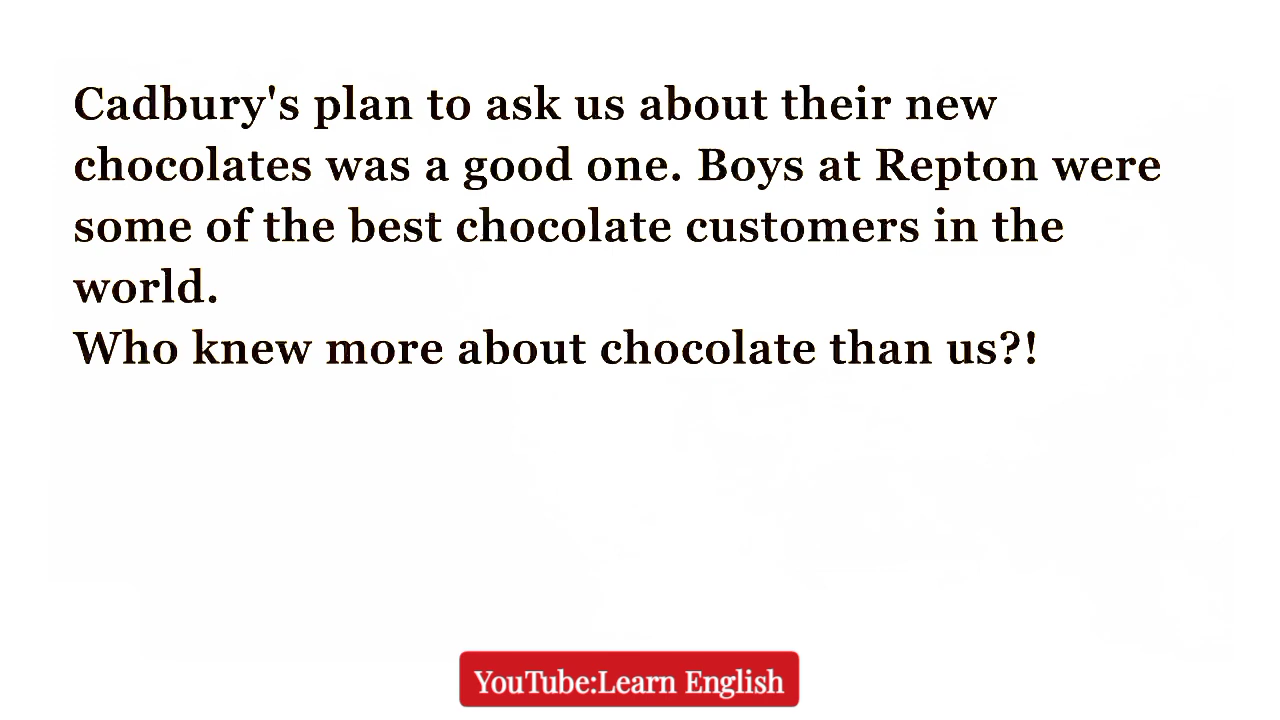 Cadbury's plan to ask us about their new
chocolates was a good one. Boys at Repton were
some of the best chocolate customers in the
world.
Who knew more about chocolate than us?!
YouTube:Learn English